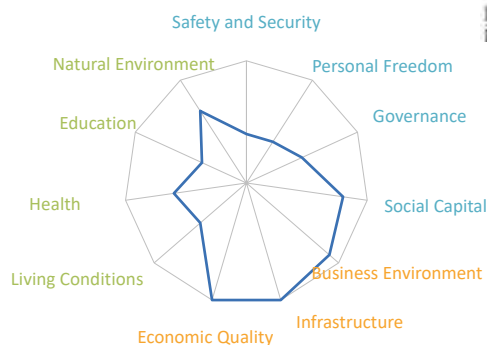 Safety and Security
Natural Environment
Personal Freedom
Education
Governance
Health
Social Capital
Living Conditions
Business Environment
Economic Quality
Infrastructure